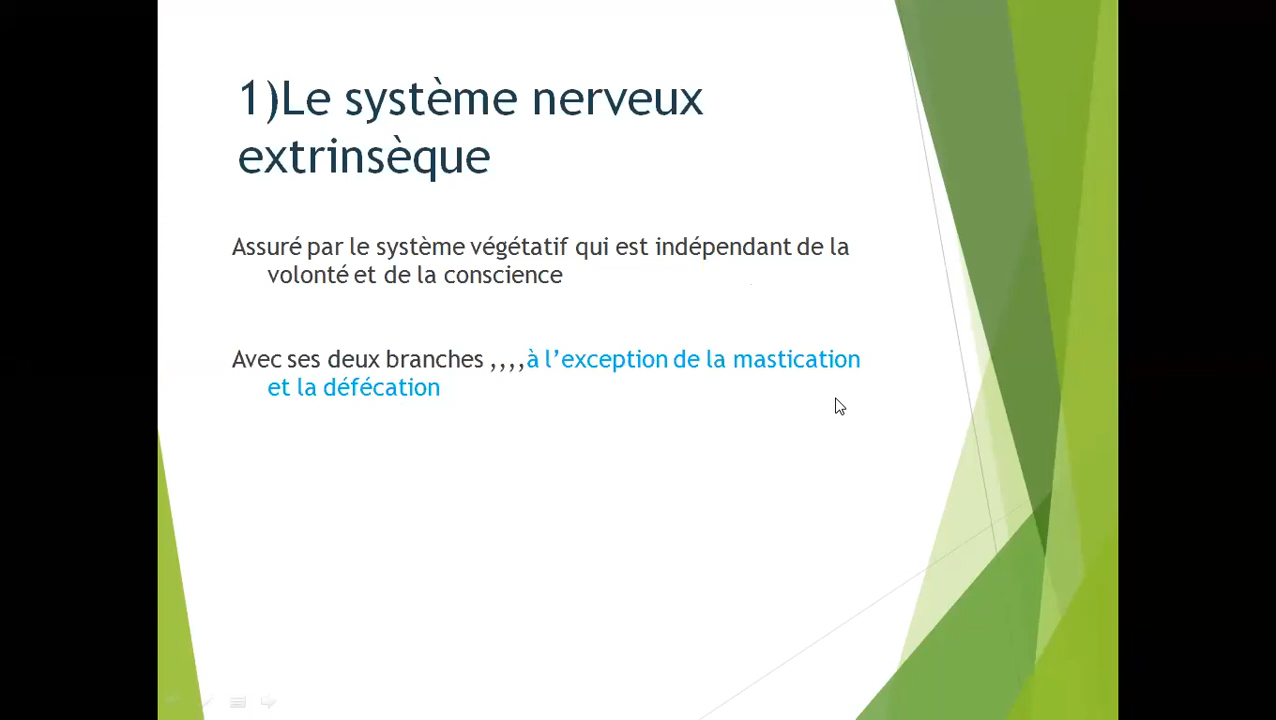 1)Le système nerveux
extrinsèque
Assuré par le système végétatif qui est indépendant de la
volonté et de la conscience
Avec ses deux branches ,,,,à l’exception de la mastication
et la défécation